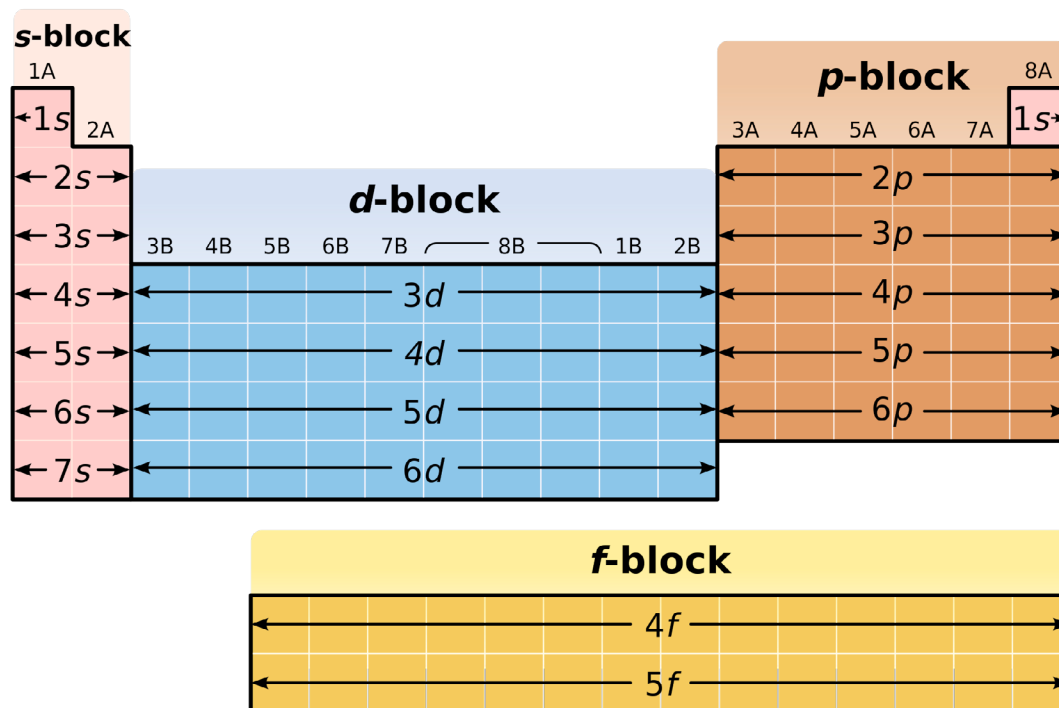 s-block
1A
1s
2A
2s
3s
4s
5s
6s
7s
d-block
3B 4B 5B 6B 7B 8B 1B 2B
3d
4d
5d
6d
p-block
8A
3A 4A 5A 6A 7A
1s
2p
3p
4p
5p
6p
f-block
4f
5f